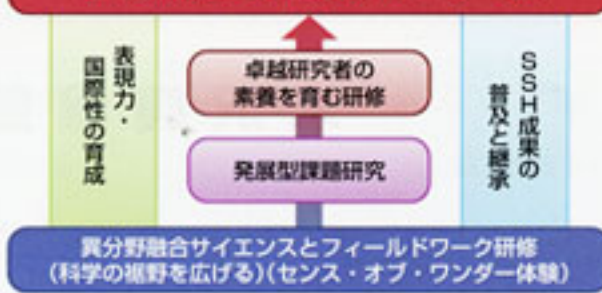 表現力・
国際性の育成
卓越研究者の
素養を育む研修
発展型課題研究
SSH成果の
普及と継承
異分野融合サイエンスとフィールドワーク研修
(科学の裾野を広げる)(センス・オブ・ワンダー体験)